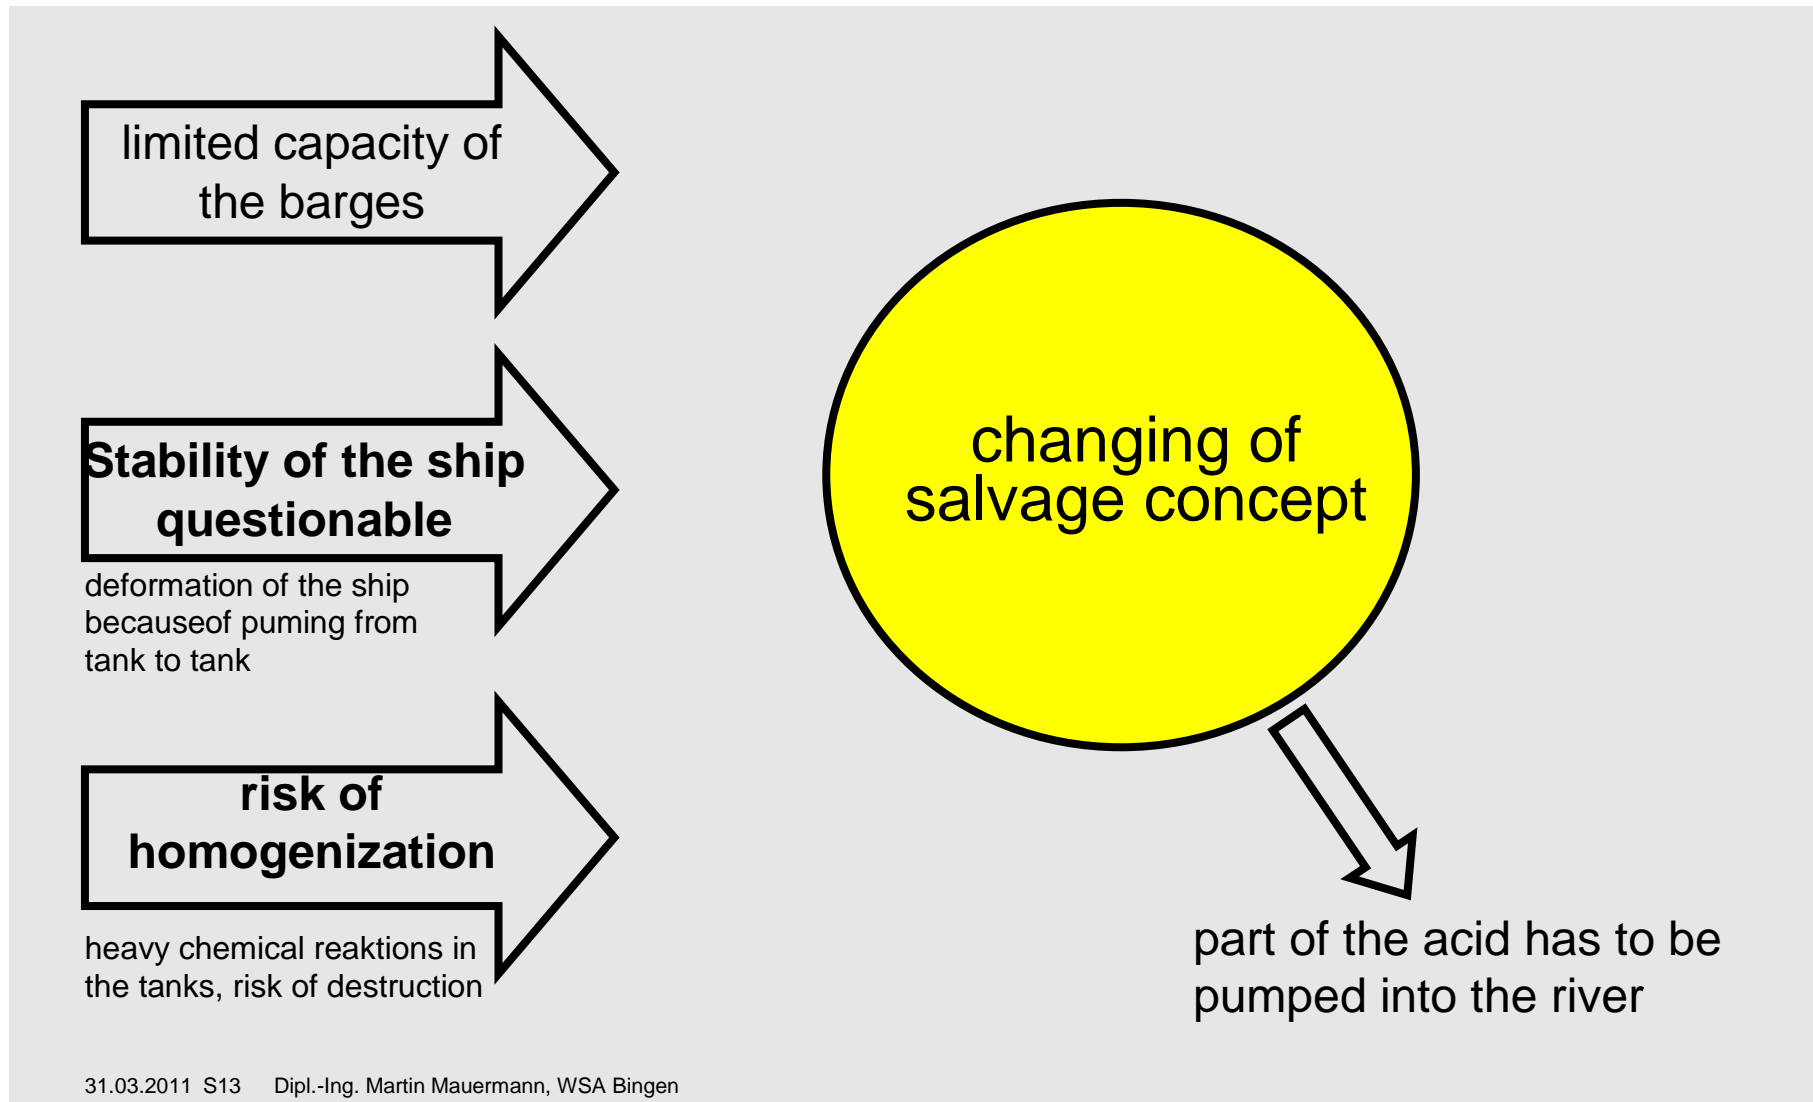 limited capacity of
the barges
Stability of the ship
questionable
deformation of the ship
becauseof puming from
tank to tank
risk of
homogenization
heavy chemical reaktions in
the tanks, risk of destruction
changing of
salvage concept
part of the acid has to be
pumped into the river
31.03.2011 S13 Dipl.-Ing. Martin Mauermann, WSA Bingen